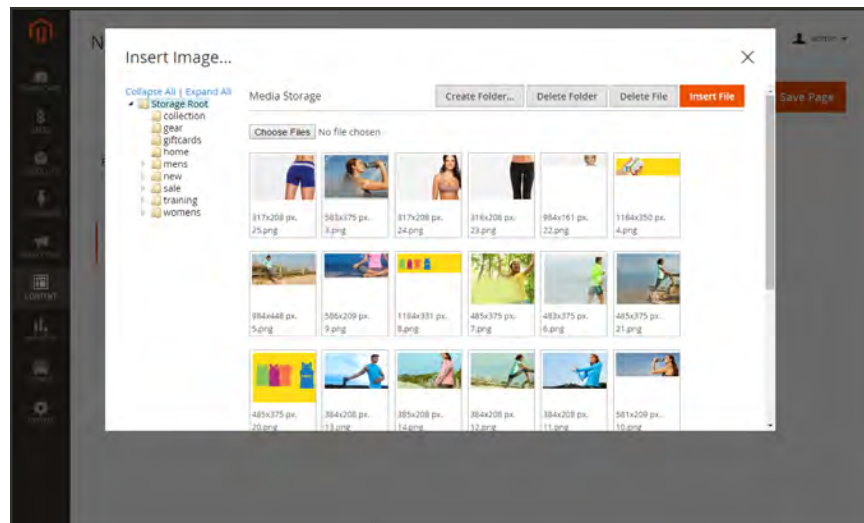 N
admin
Insert Image...
Collapse All | Expand All
Storage Root
collection
gear
giftcards
home
mens
new
sale
training
womens
Media Storage
Create Folder...
Delete Folder
Delete File
Insert File
Save Page
Choose Files No file chosen
317x208 px. 583x375 px. 317x208 px. 316x208 px. 984x161 px. 1184x350 px.
25.png 3.png 24.png 23.png 22.png 4.png
984x448 px. 586x209 px. 1184x331 px. 485x375 px. 483x375 px. 485x375 px.
5.png 9.png 8.png 7.png 6.png 21.png
485x375 px. 384x208 px. 385x208 px. 384x208 px. 384x208 px. 581x209 px.
20.png 13.png 14.png 12.png 11.png 10.png
CONTENT